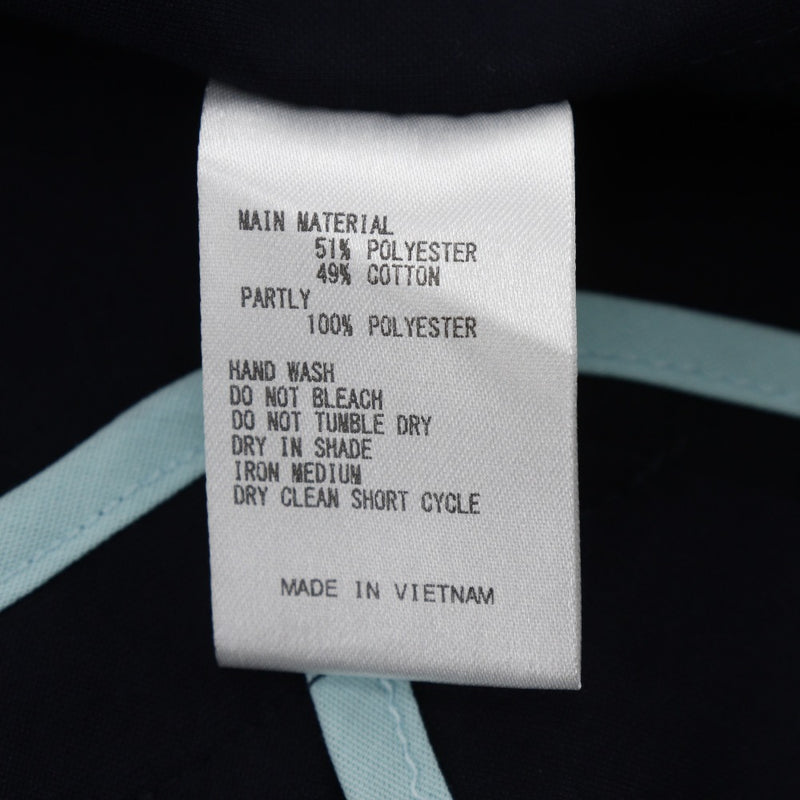 MAIN MATERIAL
51% POLYESTER
49% COTTON
PARTLY
100% POLYESTER
HAND WASH
DO NOT BLEACH
DO NOT TUMBLE DRY
DRY IN SHADE
IRON MEDIUM
DRY CLEAN SHORT CYCLE
MADE IN VIETNAM